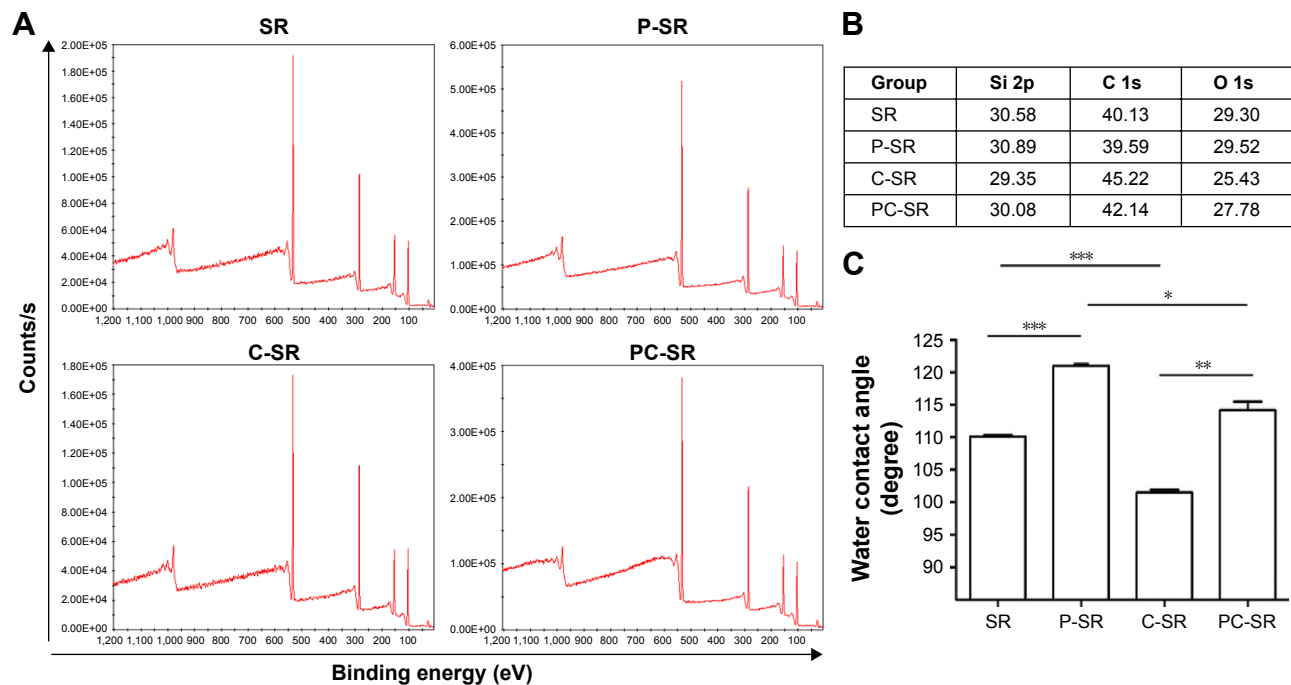 A
SR
2.00E+05
1.80E+05
1.60E+05
1.40E+05
1.20E+05
1.00E+05
8.00E+04
6.00E+04
4.00E+04
2.00E+04
0.00E+00
1,200 1,100 1,000 900 800 700 600 500 400 300 200 100
P-SR
6.00E+05
5.00E+05
4.00E+05
3.00E+05
2.00E+05
1.00E+05
0.00E+00
1,200 1,100 1,000 900 800 700 600 500 400 300 200 100
C-SR
1.80E+05
1.60E+05
1.40E+05
1.20E+05
1.00E+05
8.00E+04
6.00E+04
4.00E+04
2.00E+04
0.00E+00
1,200 1,100 1,000 900 800 700 600 500 400 300 200 100
PC-SR
4.00E+05
3.00E+05
2.00E+05
1.00E+05
0.00E+00
1,200 1,100 1,000 900 800 700 600 500 400 300 200 100
Counts/s
Binding energy (eV)
B
Group Si 2p C 1s O 1s
SR 30.58 40.13 29.30
P-SR 30.89 39.59 29.52
C-SR 29.35 45.22 25.43
PC-SR 30.08 42.14 27.78
C
***
*
***
**
Water contact angle
(degree)
125
120
115
110
105
100
95
90
SR P-SR C-SR PC-SR